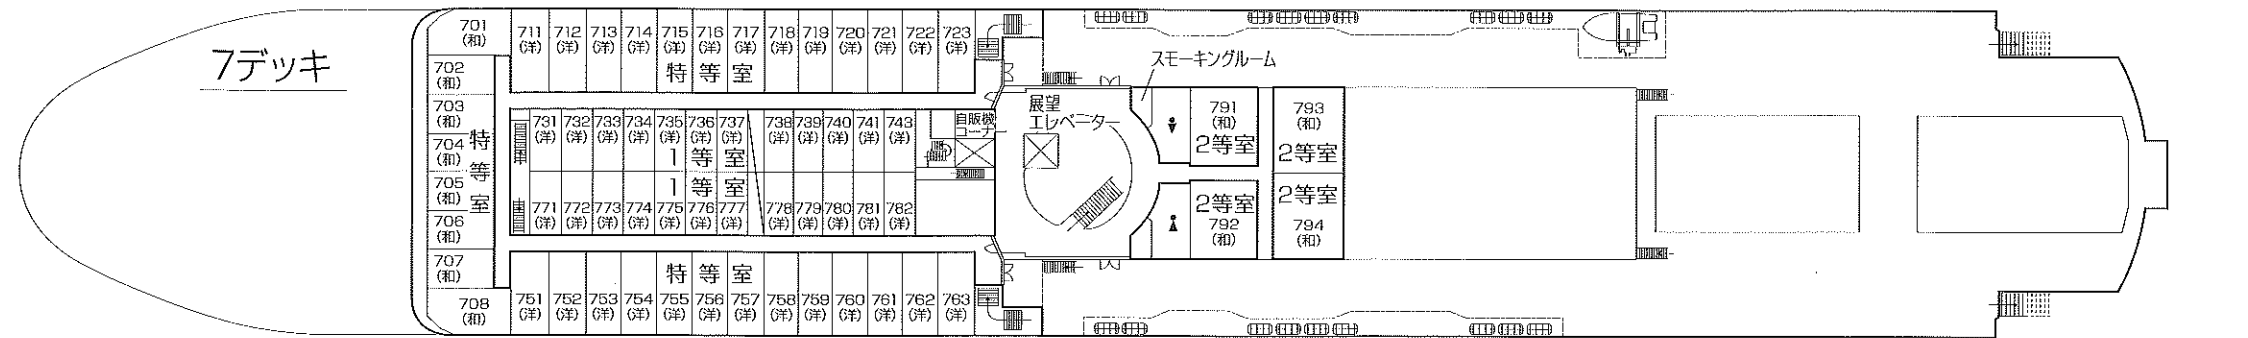 7デッキ
701
(和)
702
(和)
703
(和)
704
(和)
705
(和)
706
(和)
707
(和)
708
(和)
特等室
711 712 713 714 715 716 717 718 719 720 721 722 723
(洋) (洋) (洋) (洋) (洋) (洋) (洋) (洋) (洋) (洋) (洋) (洋) (洋)
特等室
731 732 733 734 735 736 737 738 739 740 741 743
(洋) (洋) (洋) (洋) (洋) (洋) (洋) (洋) (洋) (洋) (洋) (洋)
1等室
1等室
771 772 773 774 775 776 777 778 779 780 781 782
(洋) (洋) (洋) (洋) (洋) (洋) (洋) (洋) (洋) (洋) (洋) (洋)
特等室
751 752 753 754 755 756 757 758 759 760 761 762 763
(洋) (洋) (洋) (洋) (洋) (洋) (洋) (洋) (洋) (洋) (洋) (洋) (洋)
自販機
コーナー
展望
エレベーター
スモーキングルーム
791
(和)
2等室
2等室
792
(和)
793
(和)
2等室
2等室
794
(和)